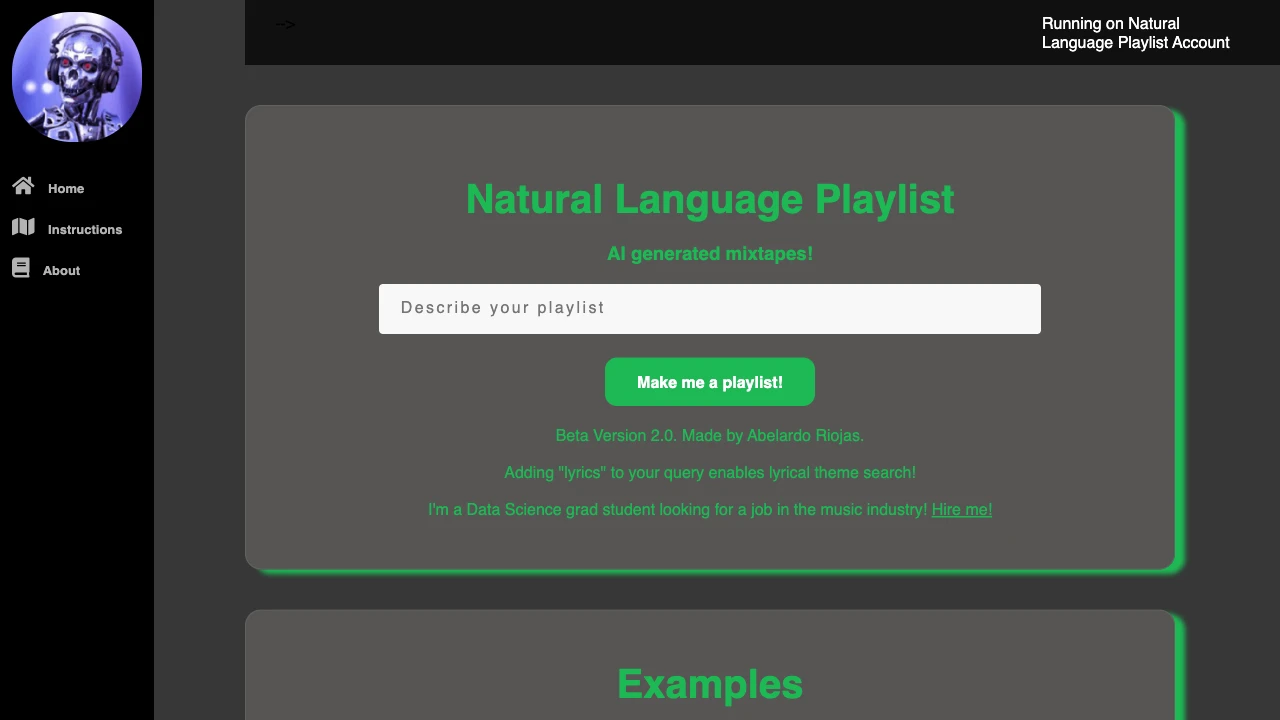 -->
Running on Natural
Language Playlist Account
Home
Instructions
About
Natural Language Playlist
AI generated mixtapes!
Describe your playlist
Make me a playlist!
Beta Version 2.0. Made by Abelardo Riojas.
Adding "lyrics" to your query enables lyrical theme search!
I'm a Data Science grad student looking for a job in the music industry! Hire me!
Examples